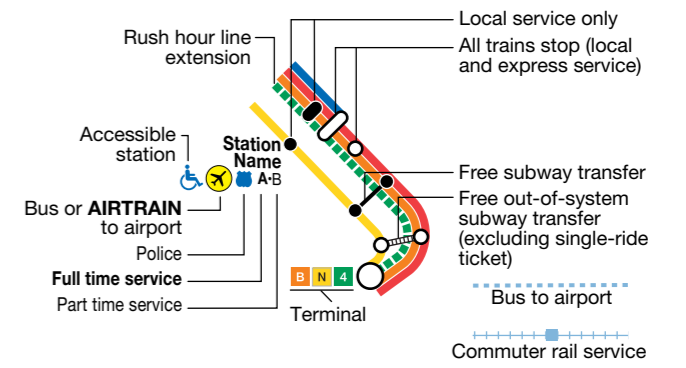 Local service only
All trains stop (local
and express service)
Rush hour line
extension
Accessible
station
Station
Name
A•B
Bus or AIRTRAIN
to airport
Police
Full time service
Part time service
B N 4
Terminal
Free subway transfer
Free out-of-system
subway transfer
(excluding single-ride
ticket)
Bus to airport
Commuter rail service